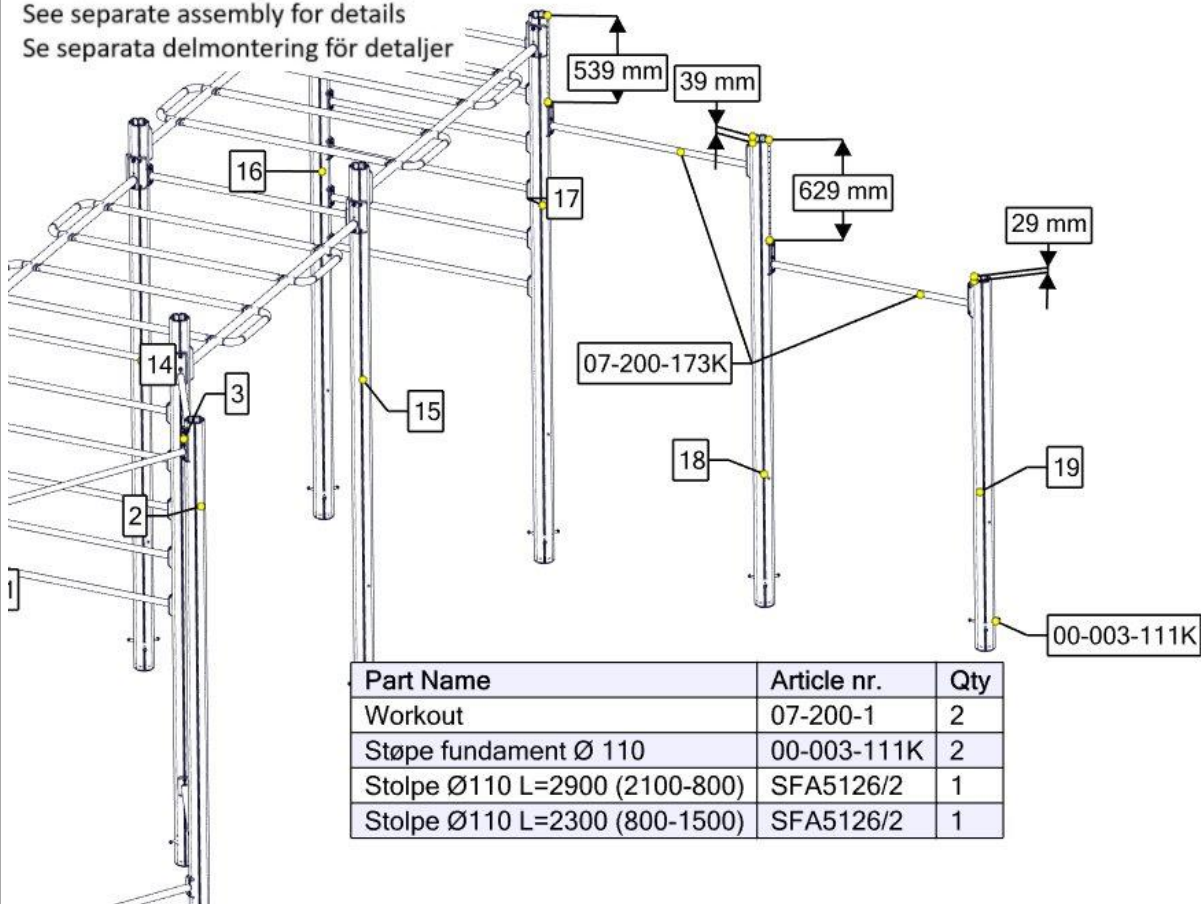 See separate assembly for details
Se separata delmontering för detaljer
539 mm
39 mm
16
17
629 mm
29 mm
14
3
07-200-173K
15
18
19
2
00-003-111K
Part Name Article nr. Qty
Workout 07-200-1 2
Støpe fundament Ø 110 00-003-111K 2
Stolpe Ø110 L=2900 (2100-800) SFA5126/2 1
Stolpe Ø110 L=2300 (800-1500) SFA5126/2 1